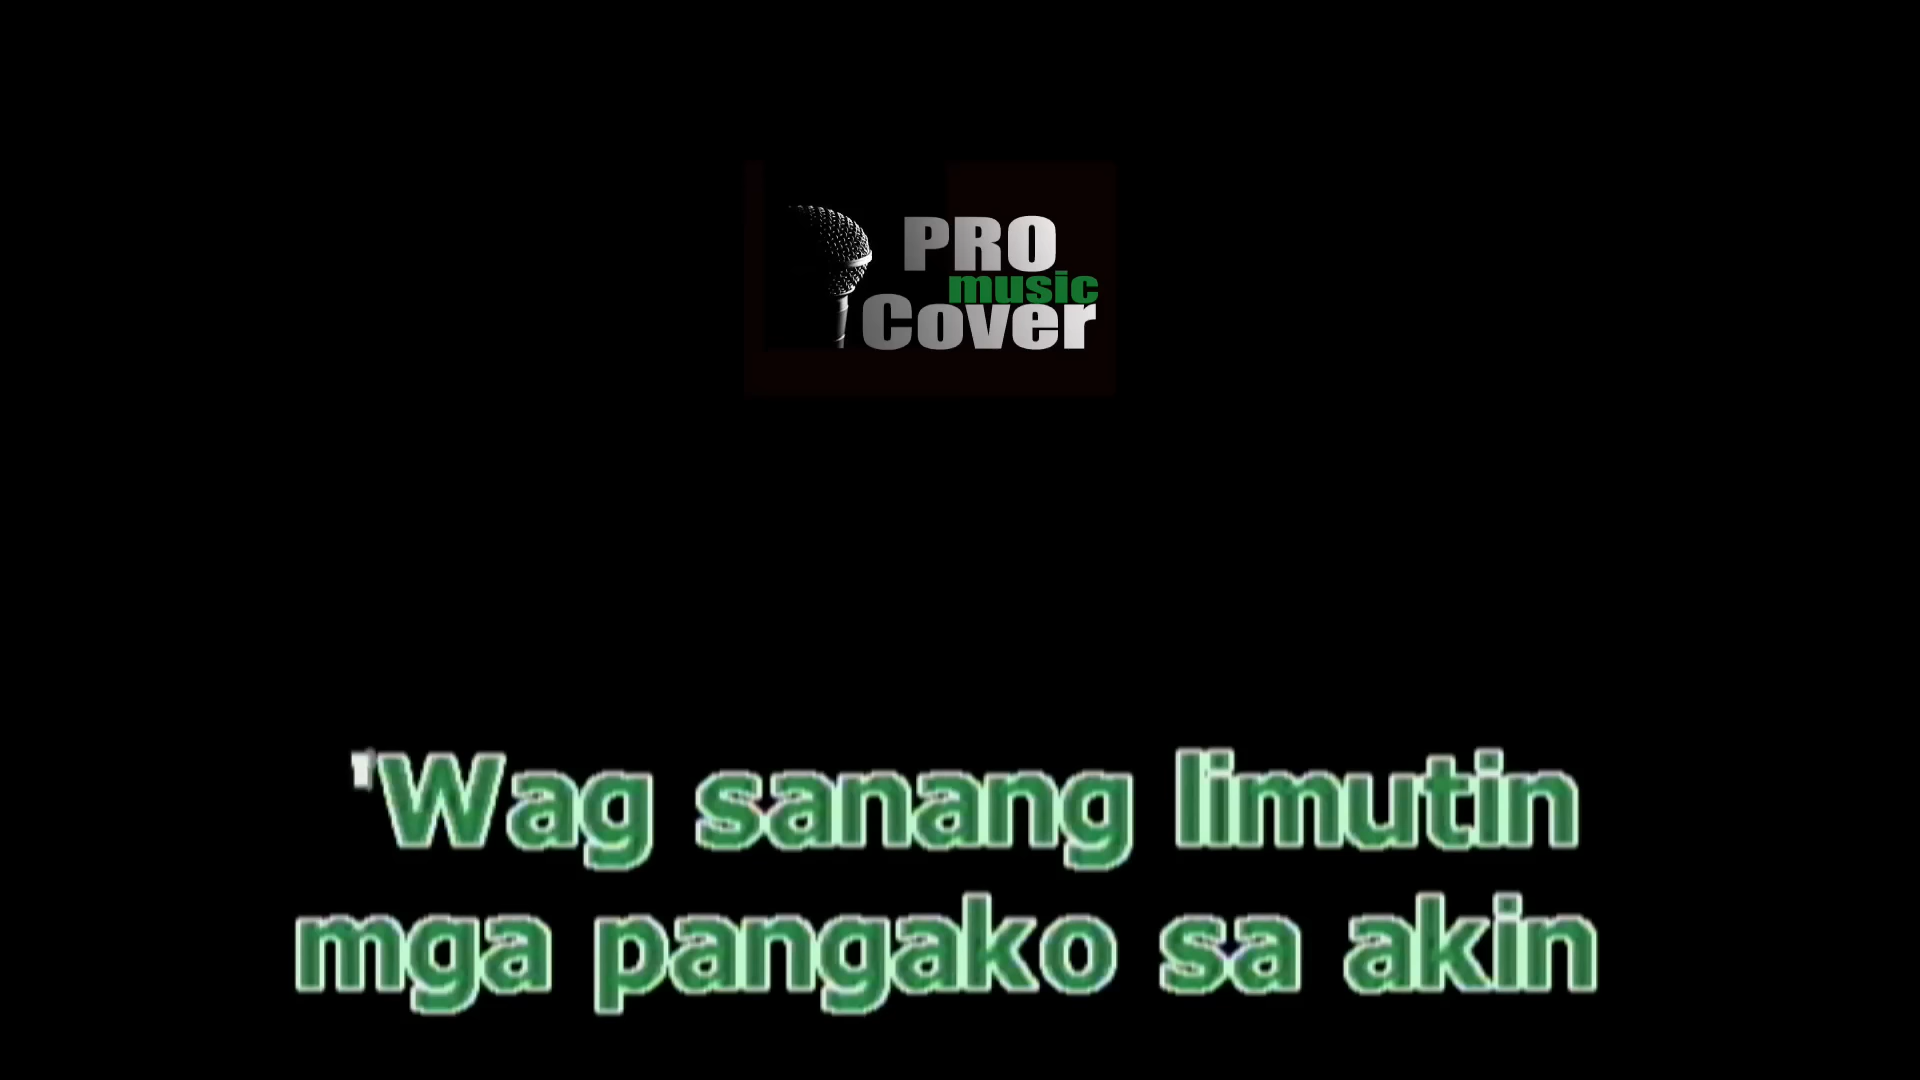 PRO
music
Cover
'Wag sanang limutin
mga pangako sa akin